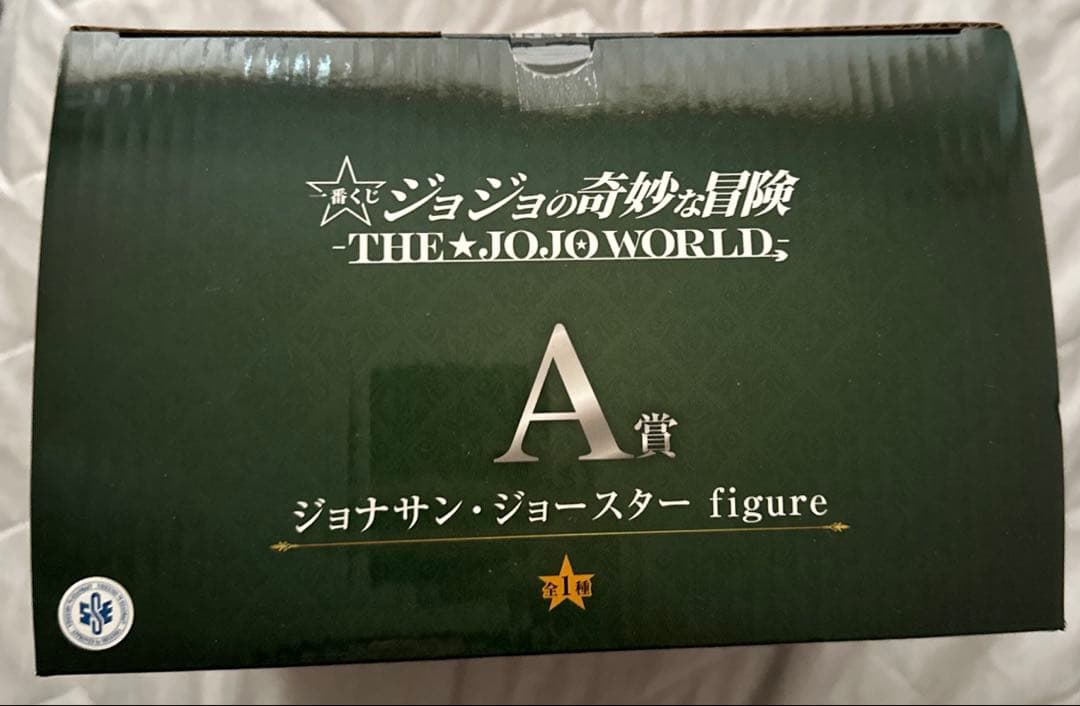 一番くじ ジョジョの奇妙な冒険
-THE★JOJO WORLD-
A賞
ジョナサン・ジョースター figure
全1種